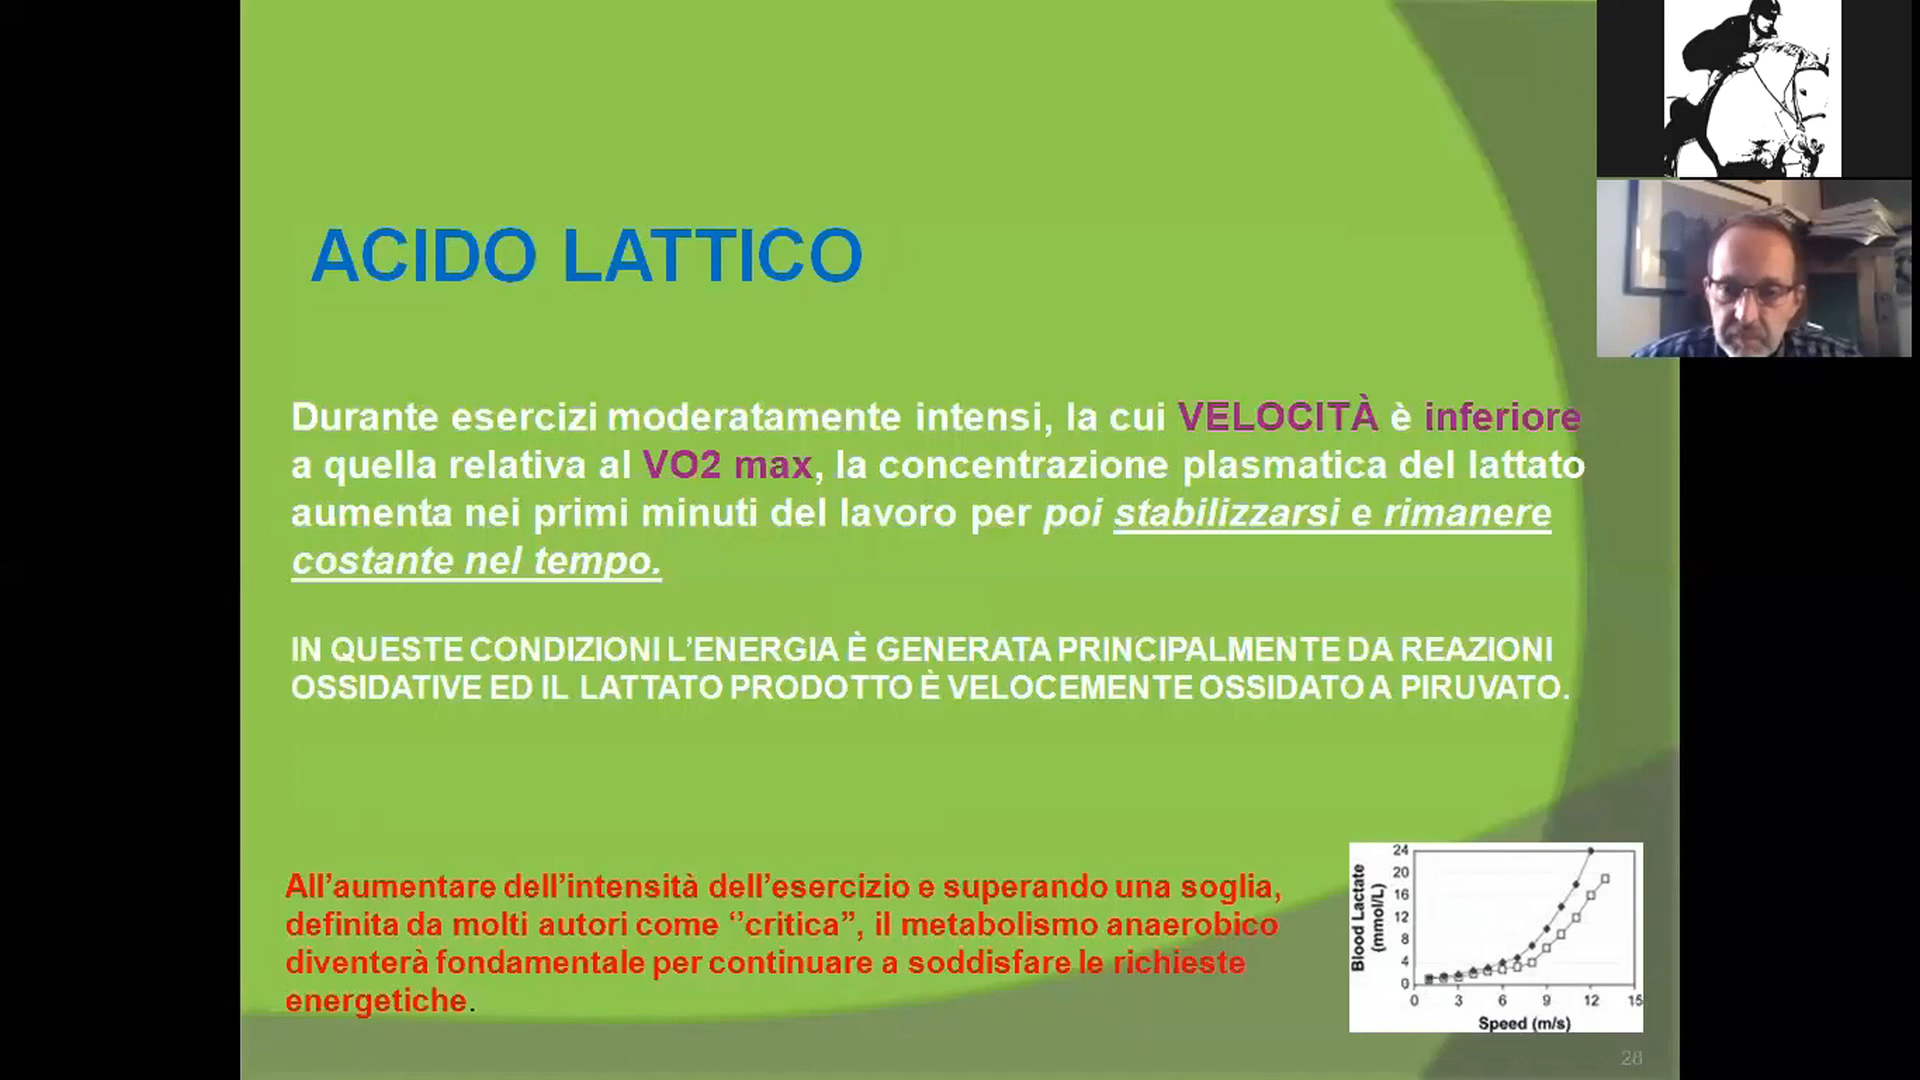 ACIDO LATTICO
Durante esercizi moderatamente intensi, la cui VELOCITÀ è inferiore
a quella relativa al VO2 max, la concentrazione plasmatica del lattato
aumenta nei primi minuti del lavoro per poi stabilizzarsi e rimanere
costante nel tempo.
IN QUESTE CONDIZIONI L’ENERGIA È GENERATA PRINCIPALMENTE DA REAZIONI
OSSIDATIVE ED IL LATTATO PRODOTTO È VELOCEMENTE OSSIDATO A PIRUVATO.
All’aumentare dell’intensità dell’esercizio e superando una soglia,
definita da molti autori come ‘’critica”, il metabolismo anaerobico
diventerà fondamentale per continuare a soddisfare le richieste
energetiche.
Blood Lactate
(mmol/L)
24
20
16
12
8
4
0
0 3 6 9 12 15
Speed (m/s)
28